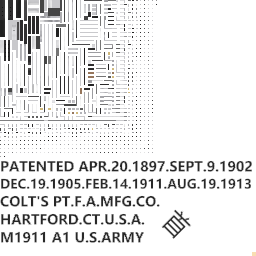 PATENTED APR.20.1897.SEPT.9.1902
DEC.19.1905.FEB.14.1911.AUG.19.1913
COLT'S PT.F.A.MFG.CO.
HARTFORD.CT.U.S.A.
M1911 A1 U.S.ARMY